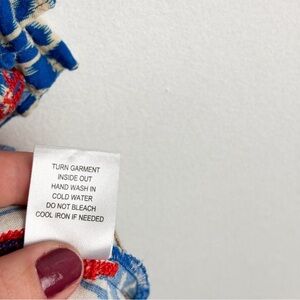 TURN GARMENT
INSIDE OUT
HAND WASH IN
COLD WATER
DO NOT BLEACH
COOL IRON IF NEEDED